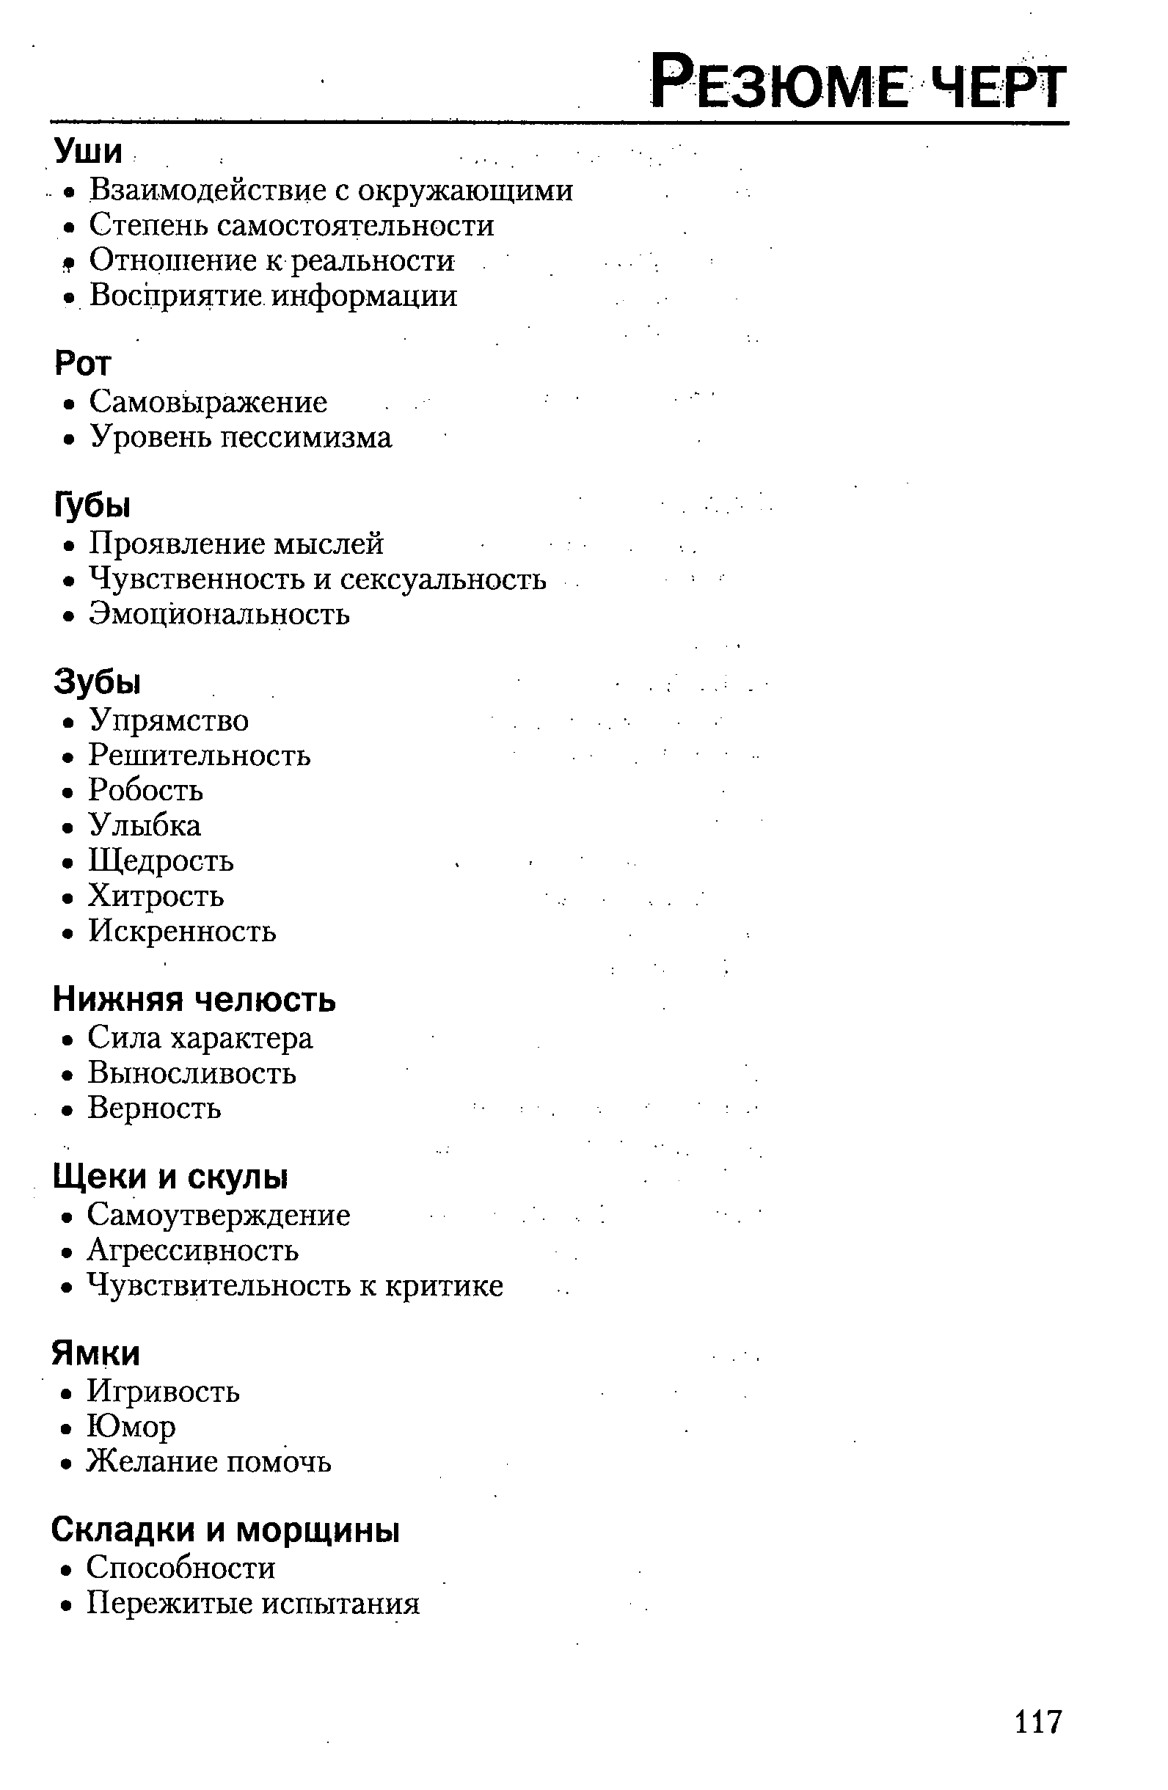 РЕЗЮМЕ ЧЕРТ
Уши
• Взаимодействие с окружающими
• Степень самостоятельности
• Отношение к реальности
• Восприятие информации
Рот
• Самовыражение
• Уровень пессимизма
Губы
• Проявление мыслей
• Чувственность и сексуальность
• Эмоциональность
Зубы
• Упрямство
• Решительность
• Робость
• Улыбка
• Щедрость
• Хитрость
• Искренность
Нижняя челюсть
• Сила характера
• Выносливость
• Верность
Щеки и скулы
• Самоутверждение
• Агрессивность
• Чувствительность к критике
Ямки
• Игривость
• Юмор
• Желание помочь
Складки и морщины
• Способности
• Пережитые испытания
117